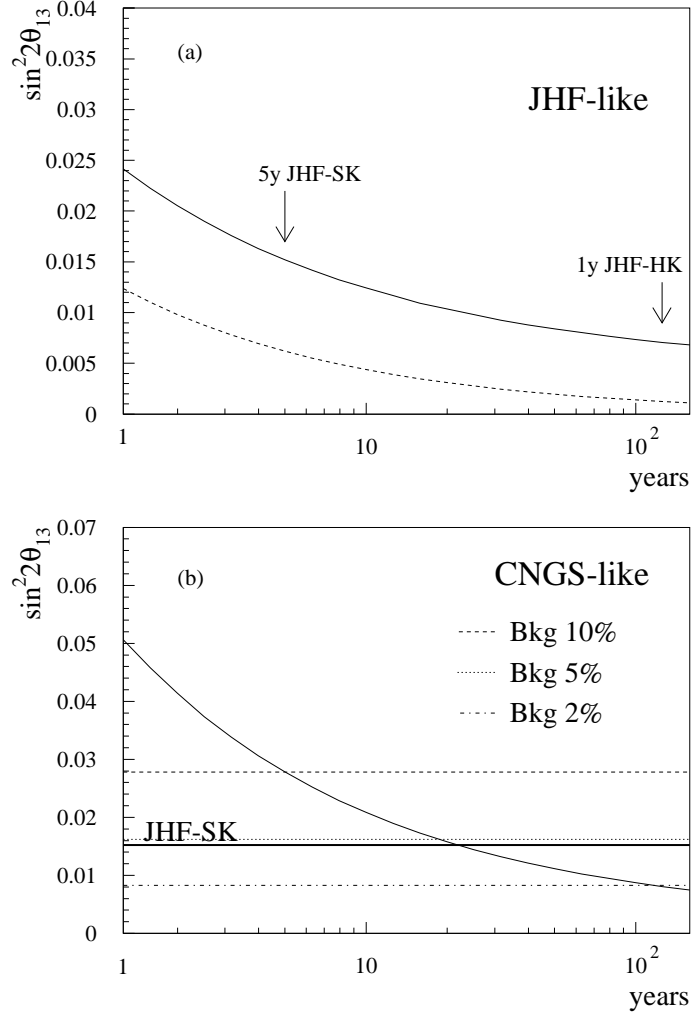 0.04
(a)
JHF-like
0.035
0.03
0.025
5y JHF-SK
0.02
1y JHF-HK
0.015
0.01
0.005
0
1
10
10²
years
sin²2θ₁₃
0.07
(b)
CNGS-like
0.06
Bkg 10%
0.05
Bkg 5%
0.04
Bkg 2%
0.03
0.02
JHF-SK
0.01
0
1
10
10²
years
sin²2θ₁₃